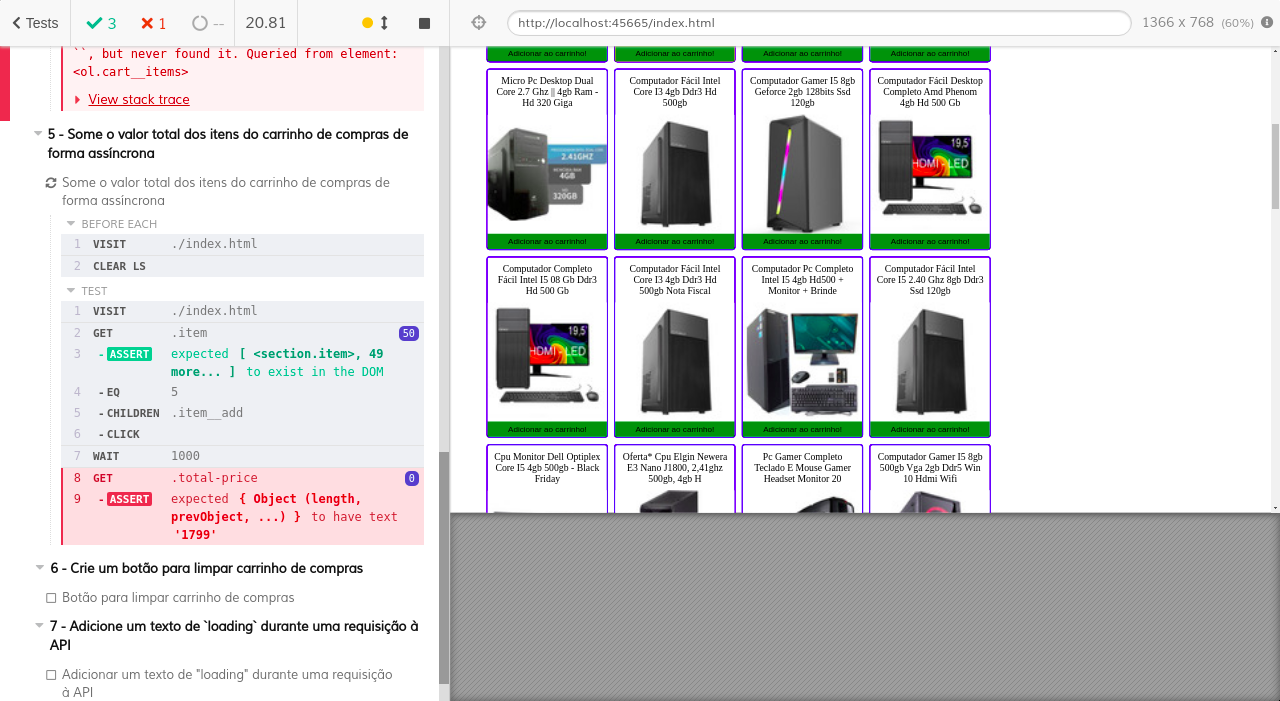 Tests
3
1
--
20.81
http://localhost:45665/index.html
1366 x 768 (60%)
``, but never found it. Queried from element:
<ol.cart__items>
View stack trace
5 - Some o valor total dos itens do carrinho de compras de
forma assíncrona
Some o valor total dos itens do carrinho de compras de
forma assíncrona
BEFORE EACH
1 VISIT ./index.html
2 CLEAR LS
TEST
1 VISIT ./index.html
2 GET .item 50
3 - ASSERT expected [ <section.item>, 49
more... ] to exist in the DOM
4 - EQ 5
5 - CHILDREN .item__add
6 - CLICK
7 WAIT 1000
8 GET .total-price 0
9 - ASSERT expected { Object (length,
prevObject, ...) } to have text
'1799'
6 - Crie um botão para limpar carrinho de compras
Botão para limpar carrinho de compras
7 - Adicione um texto de `loading` durante uma requisição à
API
Adicionar um texto de "loading" durante uma requisição
à API
Adicionar ao carrinho! Adicionar ao carrinho! Adicionar ao carrinho! Adicionar ao carrinho!
Micro Pc Desktop Dual
Core 2.7 Ghz || 4gb Ram -
Hd 320 Giga
2.41GHZ
4GB
320GB
Adicionar ao carrinho!
Computador Fácil Intel
Core I3 4gb Ddr3 Hd
500gb
Adicionar ao carrinho!
Computador Gamer I5 8gb
Geforce 2gb 128bits Ssd
120gb
Adicionar ao carrinho!
Computador Fácil Desktop
Completo Amd Phenom
4gb Hd 500 Gb
19,5'
HDMI - LED
Adicionar ao carrinho!
Computador Completo
Fácil Intel I5 08 Gb Ddr3
Hd 500 Gb
19,5'
HDMI - LED
Adicionar ao carrinho!
Computador Fácil Intel
Core I3 4gb Ddr3 Hd
500gb Nota Fiscal
Adicionar ao carrinho!
Computador Pc Completo
Intel I5 4gb Hd500 +
Monitor + Brinde
Adicionar ao carrinho!
Computador Fácil Intel
Core I5 2.40 Ghz 8gb Ddr3
Ssd 120gb
Adicionar ao carrinho!
Cpu Monitor Dell Optiplex
Core I5 4gb 500gb - Black
Friday
Oferta* Cpu Elgin Newera
E3 Nano J1800, 2,41ghz
500gb, 4gb H
Pc Gamer Completo
Teclado E Mouse Gamer
Headset Monitor 20
Computador Gamer I5 8gb
500gb Vga 2gb Ddr5 Win
10 Hdmi Wifi